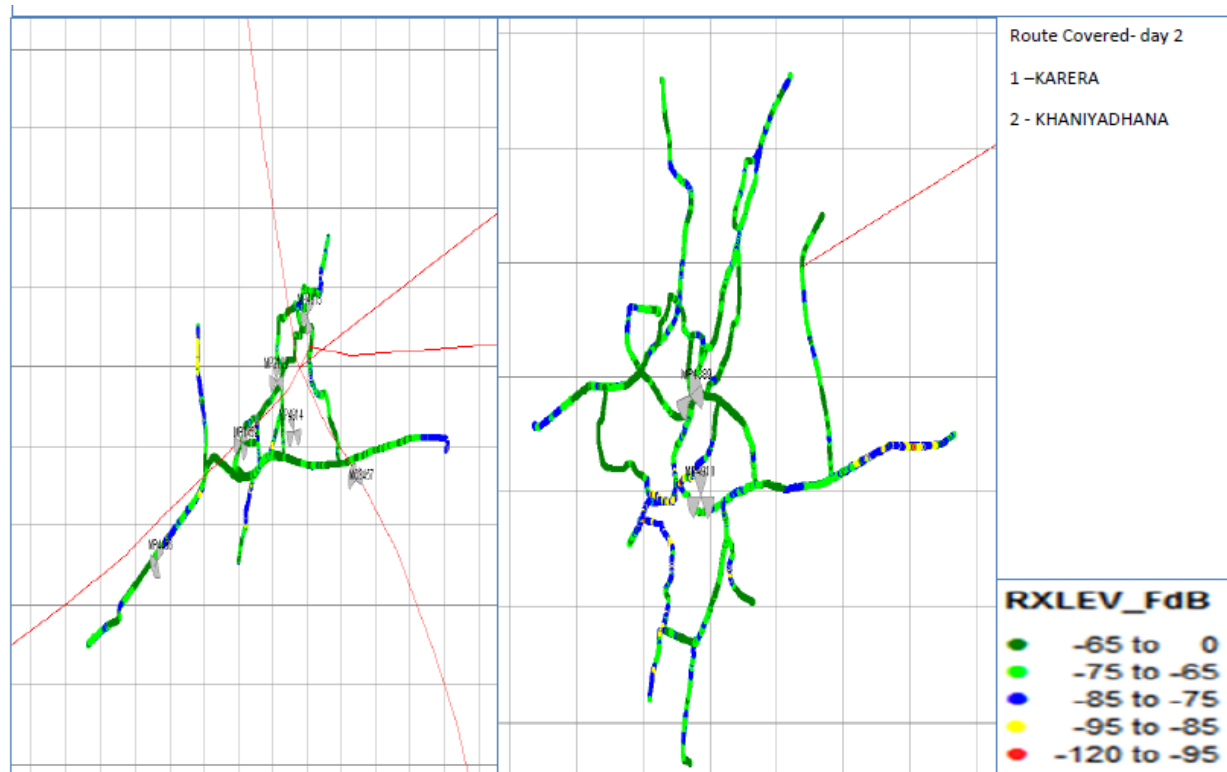 Route Covered- day 2
1 –KARERA
2 - KHANIYADHANA
MP4814
RXLEV_FdB
-65 to 0
-75 to -65
-85 to -75
-95 to -85
-120 to -95